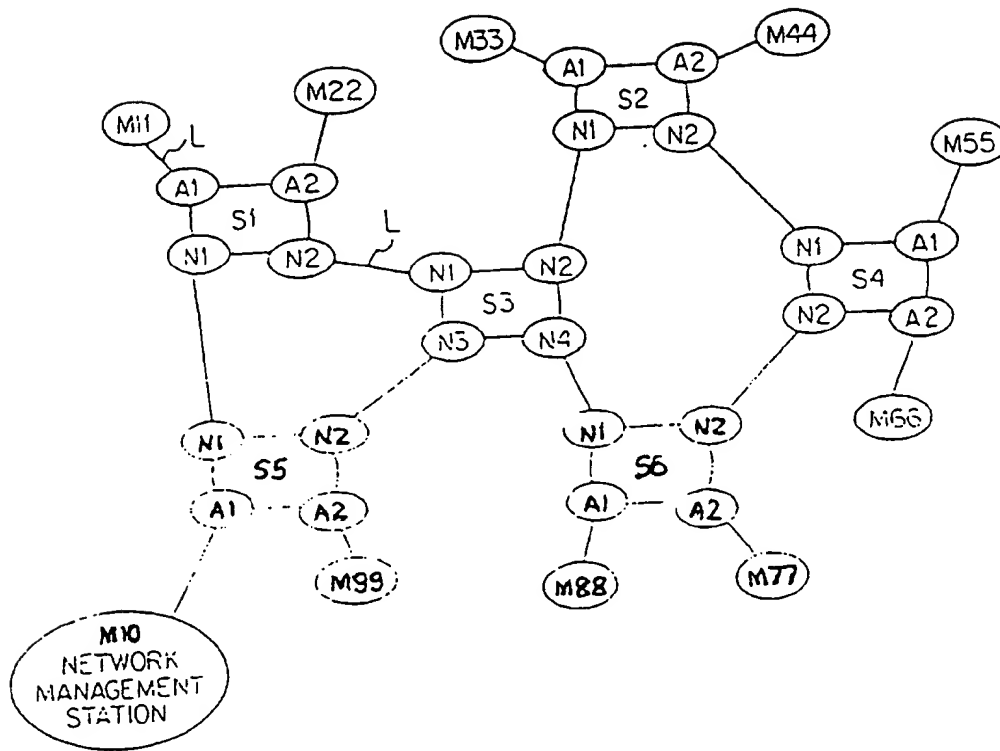 M33
M44
A1
A2
M22
S2
M11
L
N1
N2
M55
A1
A2
S1
L
N1
A1
N1
N2
N1
N2
S4
S3
N2
A2
N3
N4
M66
N1
N2
N1
N2
S5
S6
A1
A2
A1
A2
M99
M88
M77
M10
NETWORK
MANAGEMENT
STATION